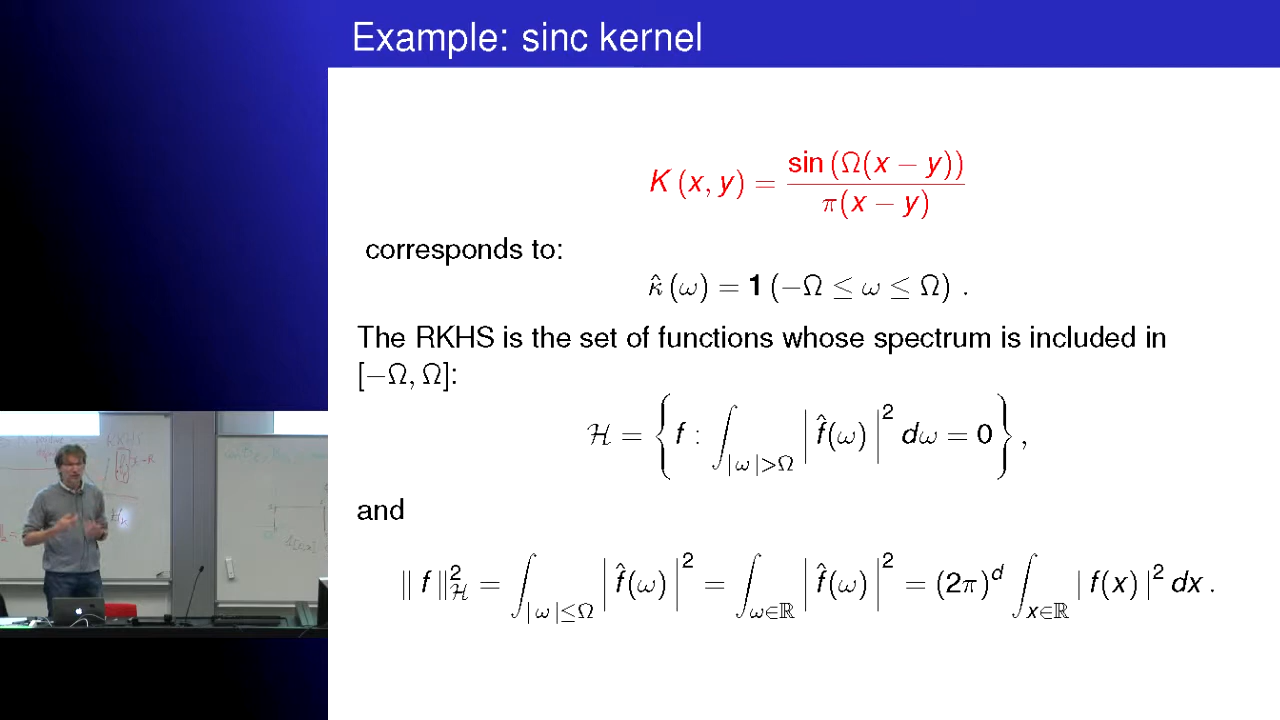 Example: sinc kernel
K (x, y) = sin (Ω(x − y)) / π(x − y)
corresponds to:
κ̂ (ω) = 1 (−Ω ≤ ω ≤ Ω) .
The RKHS is the set of functions whose spectrum is included in
[−Ω, Ω]:
ℋ = { f : ∫_{|ω|>Ω} | f̂(ω) |² dω = 0 } ,
and
‖ f ‖²_ℋ = ∫_{|ω|≤Ω} | f̂(ω) |² = ∫_{ω∈ℝ} | f̂(ω) |² = (2π)^d ∫_{x∈ℝ} | f(x) |² dx .
RKHS